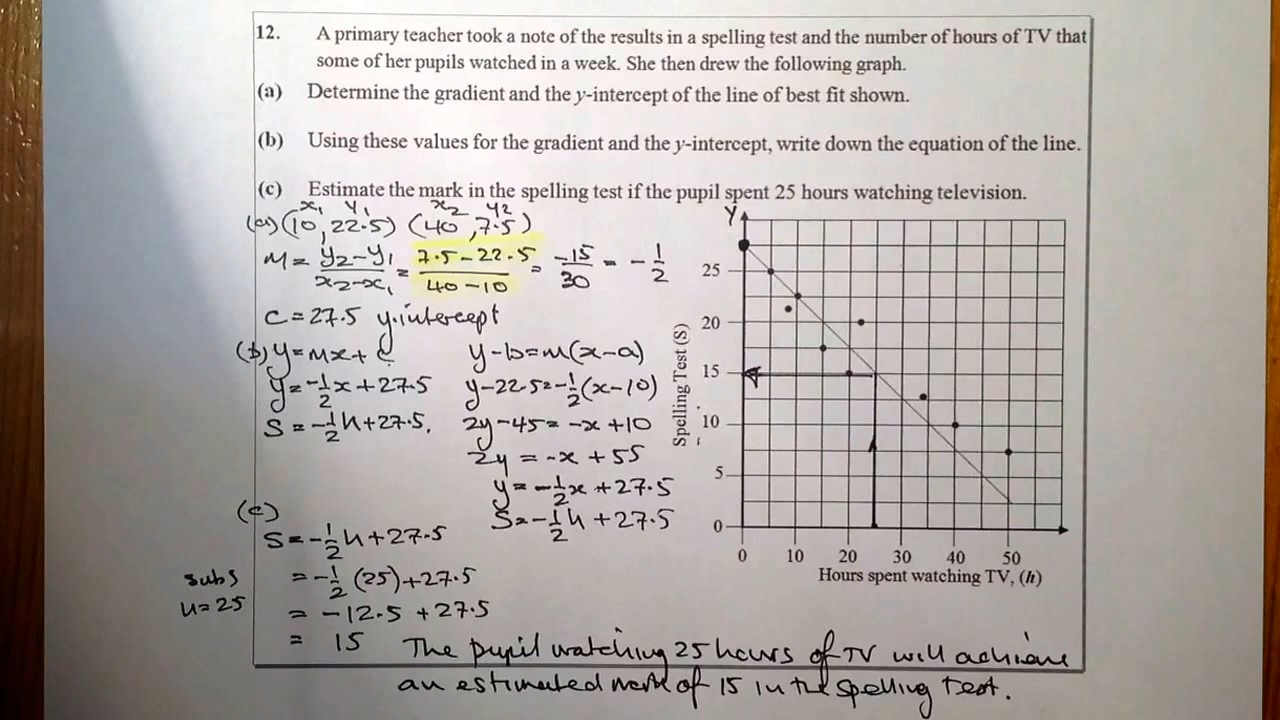 12. A primary teacher took a note of the results in a spelling test and the number of hours of TV that
some of her pupils watched in a week. She then drew the following graph.
(a) Determine the gradient and the y-intercept of the line of best fit shown.
(b) Using these values for the gradient and the y-intercept, write down the equation of the line.
(c) Estimate the mark in the spelling test if the pupil spent 25 hours watching television.
x₁ y₁ x₂ y₂
(a) (10, 22.5) (40, 7.5)
m = y₂-y₁/x₂-x₁ = 7.5-22.5/40-10 = -15/30 = -1/2
c = 27.5 y.intercept
(b) y=mx+c
y=-1/2x+27.5
S=-1/2h+27.5.
y-b=m(x-a)
y-22.5=-1/2(x-10)
2y-45=-x+10
2y=-x+55
y=-1/2x+27.5
S=-1/2h+27.5
(c)
S=-1/2h+27.5
subs
h=25
=-1/2(25)+27.5
=-12.5+27.5
= 15
The pupil watching 25 hours of TV will achieve
an estimated mark of 15 in the spelling test.
Y
25
20
15
10
5
0
Spelling Test (S)
0 10 20 30 40 50
Hours spent watching TV, (h)